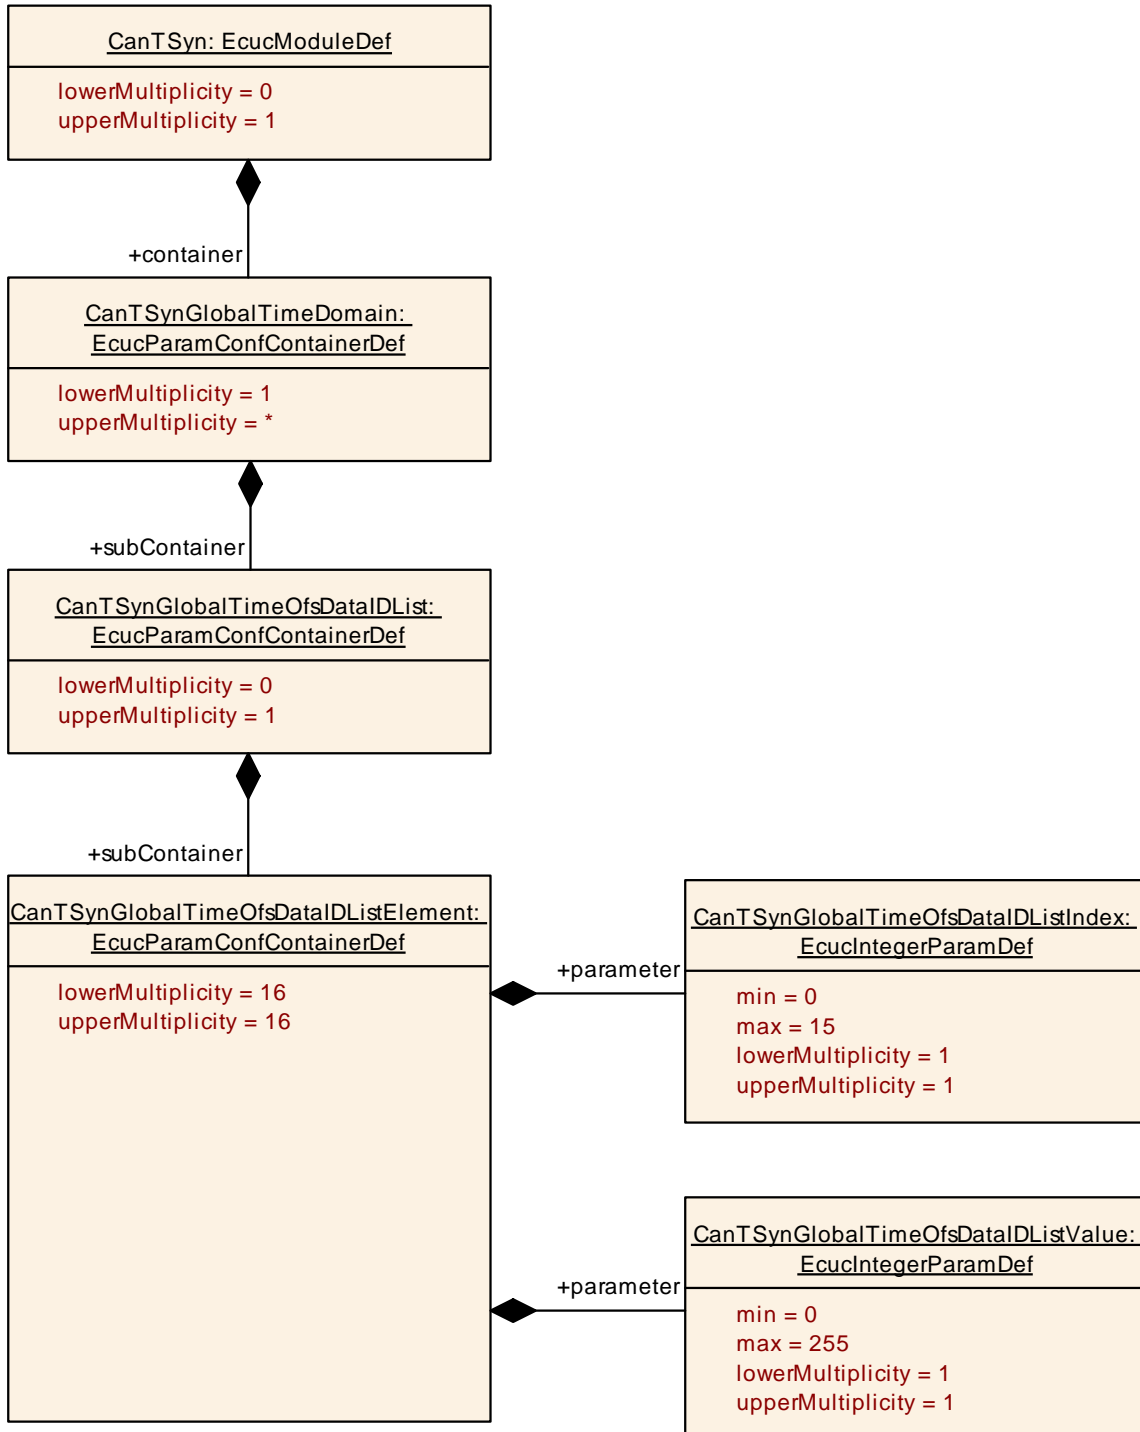 CanTSyn: EcucModuleDef
lowerMultiplicity = 0
upperMultiplicity = 1
+container
CanTSynGlobalTimeDomain:
EcucParamConfContainerDef
lowerMultiplicity = 1
upperMultiplicity = *
+subContainer
CanTSynGlobalTimeOfsDataIDList:
EcucParamConfContainerDef
lowerMultiplicity = 0
upperMultiplicity = 1
+subContainer
CanTSynGlobalTimeOfsDataIDListElement:
EcucParamConfContainerDef
lowerMultiplicity = 16
upperMultiplicity = 16
+parameter
CanTSynGlobalTimeOfsDataIDListIndex:
EcucIntegerParamDef
min = 0
max = 15
lowerMultiplicity = 1
upperMultiplicity = 1
+parameter
CanTSynGlobalTimeOfsDataIDListValue:
EcucIntegerParamDef
min = 0
max = 255
lowerMultiplicity = 1
upperMultiplicity = 1